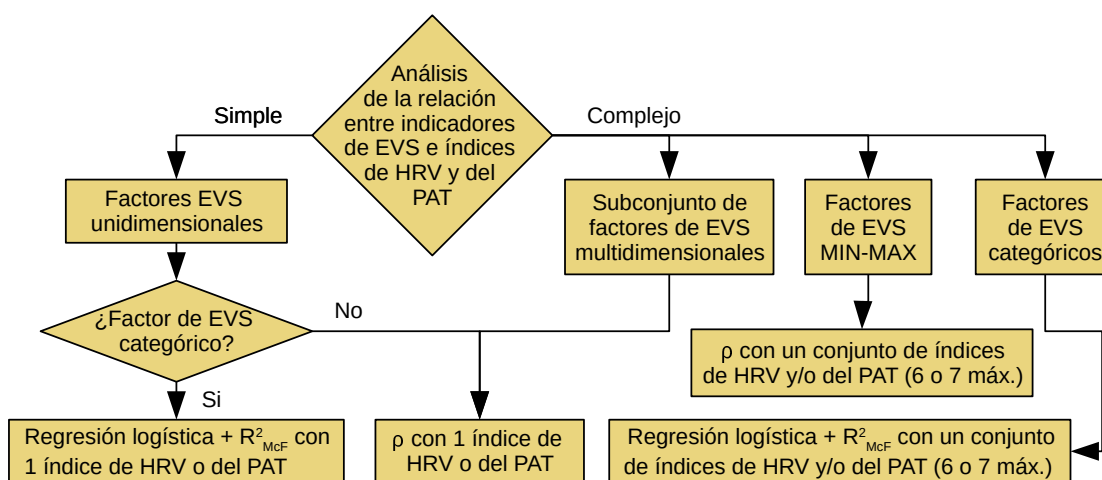 Análisis
de la relación
entre indicadores
de EVS e índices
de HRV y del
PAT
Simple
Complejo
Factores EVS
unidimensionales
Subconjunto de
factores de EVS
multidimensionales
Factores
de EVS
MIN-MAX
Factores
de EVS
categóricos
¿Factor de EVS
categórico?
No
Si
ρ con un conjunto de índices
de HRV y/o del PAT (6 o 7 máx.)
Regresión logística + R²McF con
1 índice de HRV o del PAT
ρ con 1 índice de
HRV o del PAT
Regresión logística + R²McF con un conjunto
de índices de HRV y/o del PAT (6 o 7 máx.)